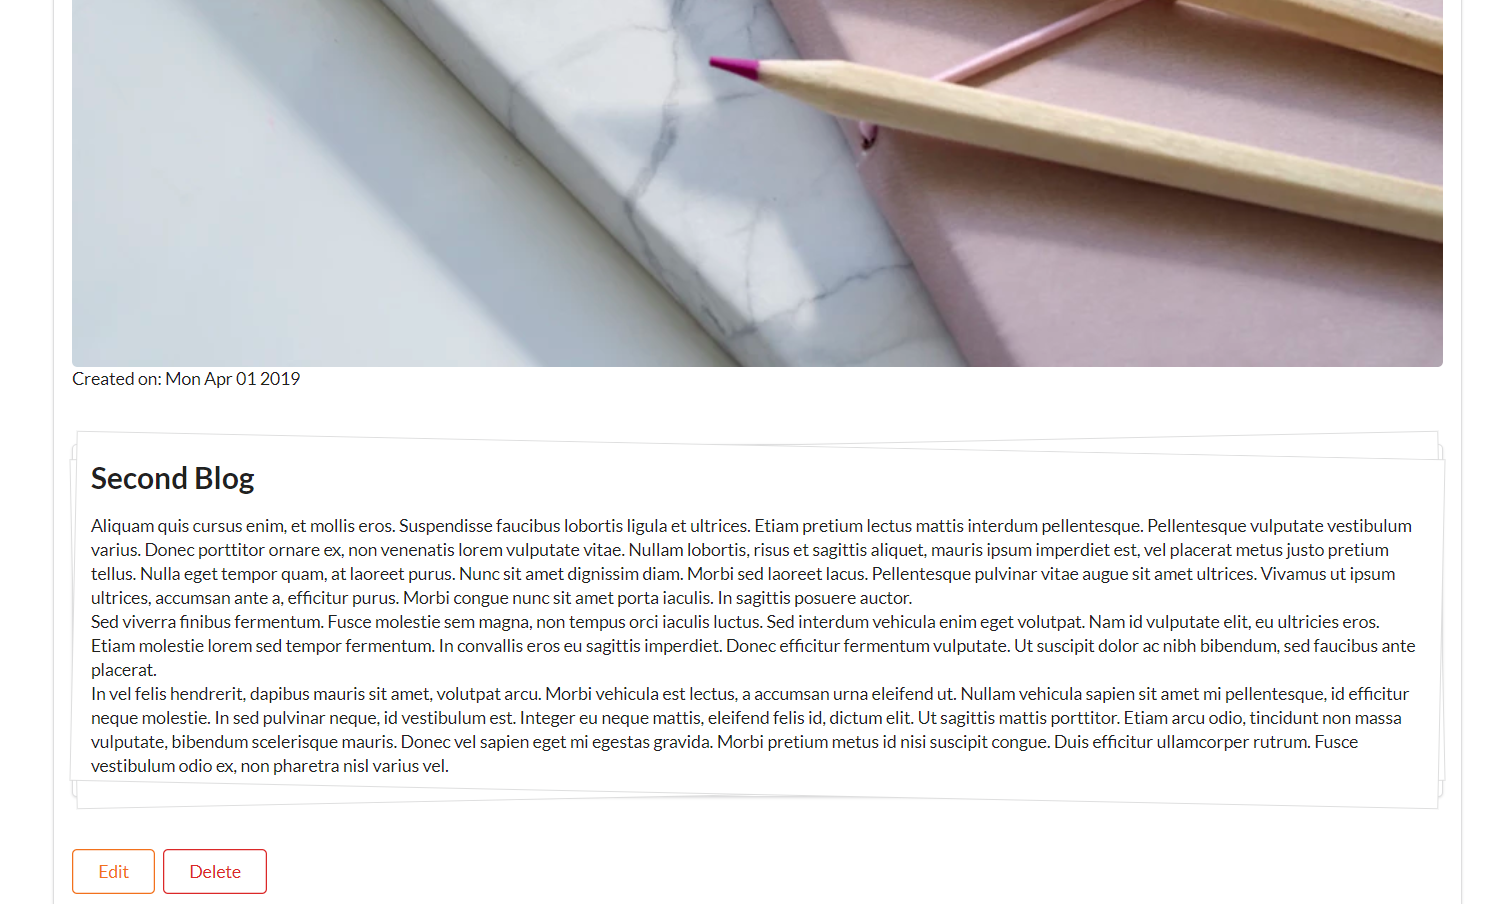 Created on: Mon Apr 01 2019
Second Blog
Aliquam quis cursus enim, et mollis eros. Suspendisse faucibus lobortis ligula et ultrices. Etiam pretium lectus mattis interdum pellentesque. Pellentesque vulputate vestibulum
varius. Donec porttitor ornare ex, non venenatis lorem vulputate vitae. Nullam lobortis, risus et sagittis aliquet, mauris ipsum imperdiet est, vel placerat metus justo pretium
tellus. Nulla eget tempor quam, at laoreet purus. Nunc sit amet dignissim diam. Morbi sed laoreet lacus. Pellentesque pulvinar vitae augue sit amet ultrices. Vivamus ut ipsum
ultrices, accumsan ante a, efficitur purus. Morbi congue nunc sit amet porta iaculis. In sagittis posuere auctor.
Sed viverra finibus fermentum. Fusce molestie sem magna, non tempus orci iaculis luctus. Sed interdum vehicula enim eget volutpat. Nam id vulputate elit, eu ultricies eros.
Etiam molestie lorem sed tempor fermentum. In convallis eros eu sagittis imperdiet. Donec efficitur fermentum vulputate. Ut suscipit dolor ac nibh bibendum, sed faucibus ante
placerat.
In vel felis hendrerit, dapibus mauris sit amet, volutpat arcu. Morbi vehicula est lectus, a accumsan urna eleifend ut. Nullam vehicula sapien sit amet mi pellentesque, id efficitur
neque molestie. In sed pulvinar neque, id vestibulum est. Integer eu neque mattis, eleifend felis id, dictum elit. Ut sagittis mattis porttitor. Etiam arcu odio, tincidunt non massa
vulputate, bibendum scelerisque mauris. Donec vel sapien eget mi egestas gravida. Morbi pretium metus id nisi suscipit congue. Duis efficitur ullamcorper rutrum. Fusce
vestibulum odio ex, non pharetra nisl varius vel.
Edit Delete